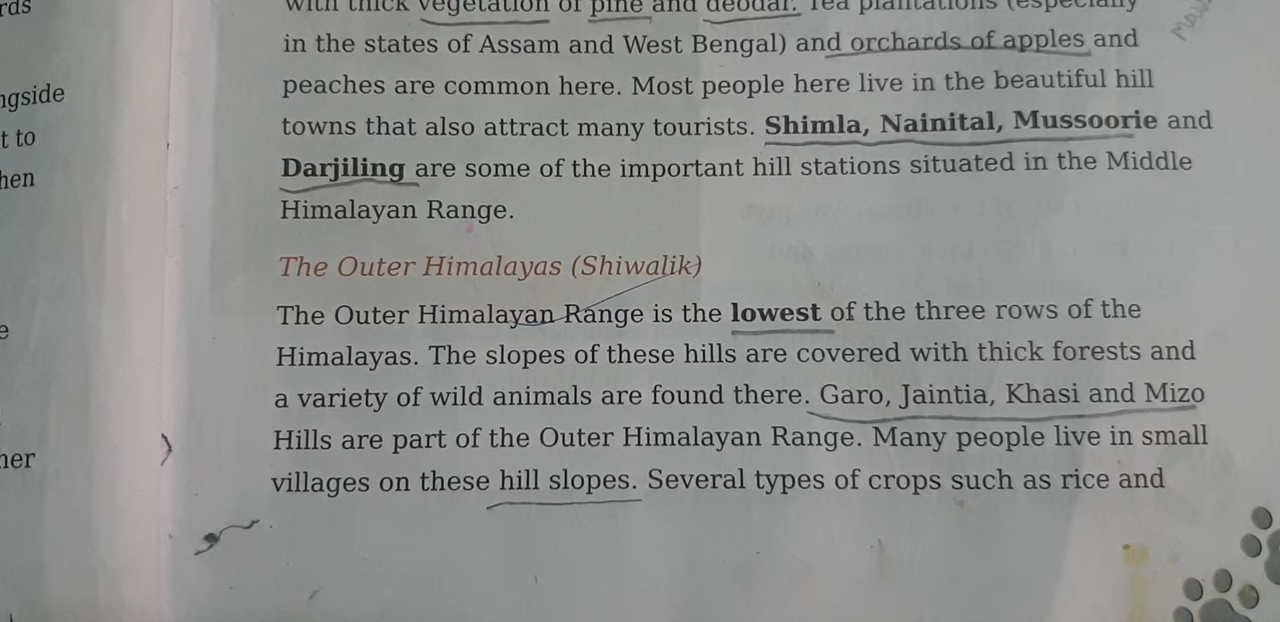 rds
ngside
t to
hen
e
her
with thick vegetation of pine and deodar. Tea plantations (especially
in the states of Assam and West Bengal) and orchards of apples and
peaches are common here. Most people here live in the beautiful hill
towns that also attract many tourists. Shimla, Nainital, Mussoorie and
Darjiling are some of the important hill stations situated in the Middle
Himalayan Range.
The Outer Himalayas (Shiwalik)
The Outer Himalayan Range is the lowest of the three rows of the
Himalayas. The slopes of these hills are covered with thick forests and
a variety of wild animals are found there. Garo, Jaintia, Khasi and Mizo
Hills are part of the Outer Himalayan Range. Many people live in small
villages on these hill slopes. Several types of crops such as rice and